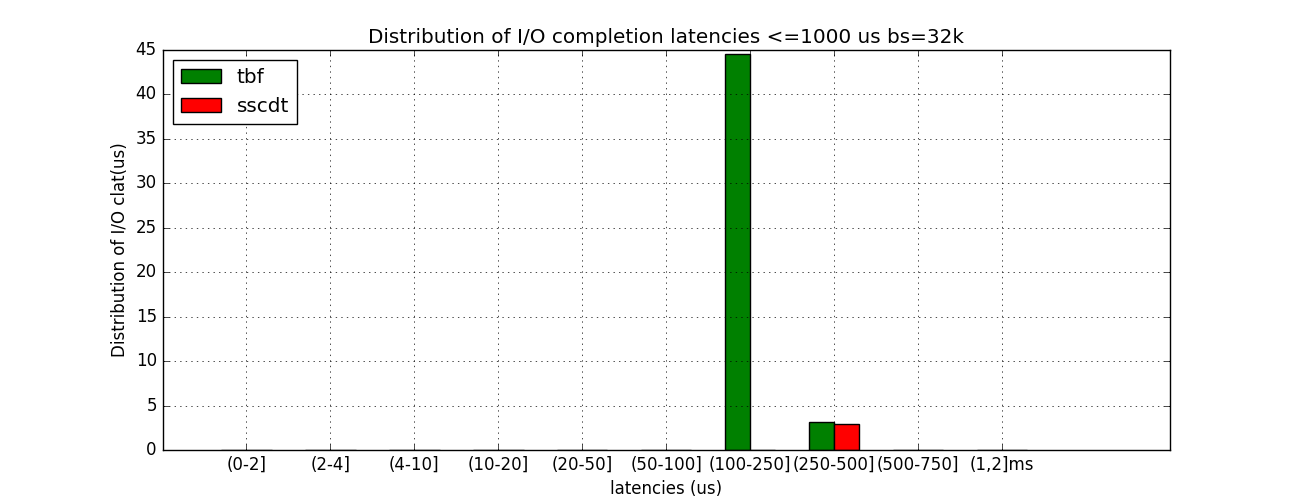 Distribution of I/O completion latencies <=1000 us bs=32k
tbf
sscdt
Distribution of I/O clat(us)
45
40
35
30
25
20
15
10
5
0
(0-2] (2-4] (4-10] (10-20] (20-50] (50-100] (100-250] (250-500] (500-750] (1,2]ms
latencies (us)